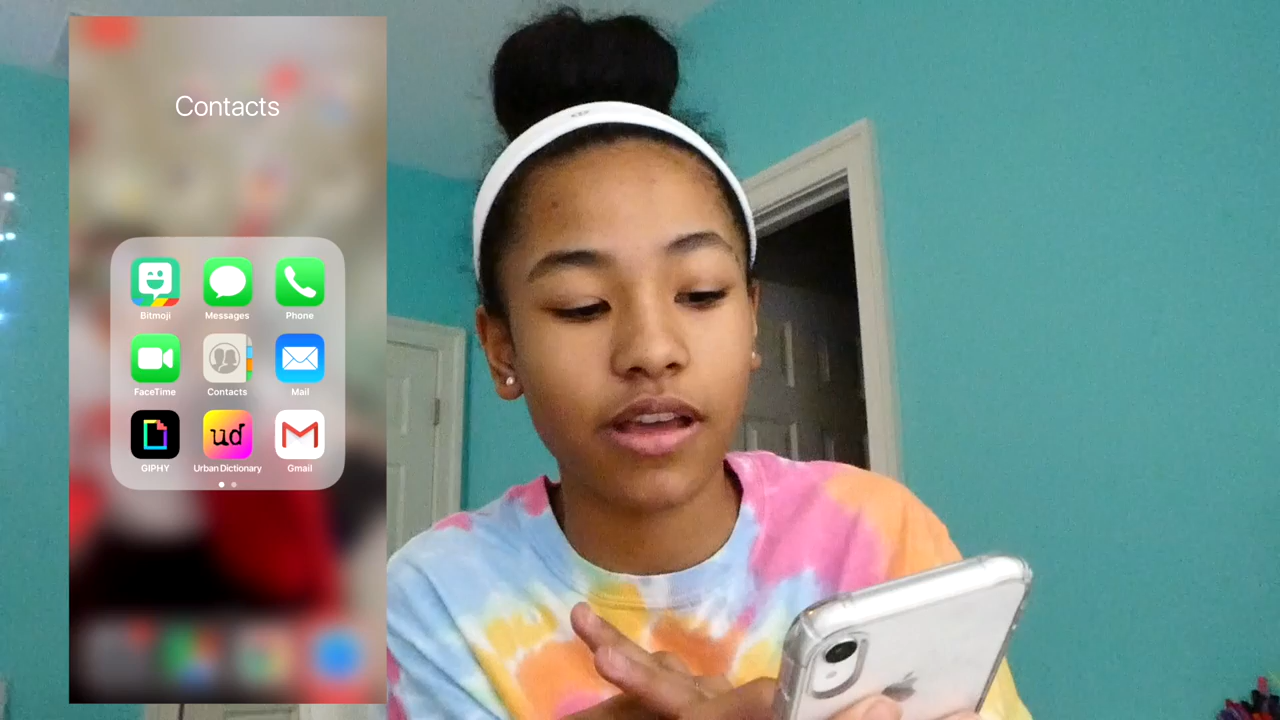 Contacts
Bitmoji Messages Phone
FaceTime Contacts Mail
ud
GIPHY Urban Dictionary Gmail